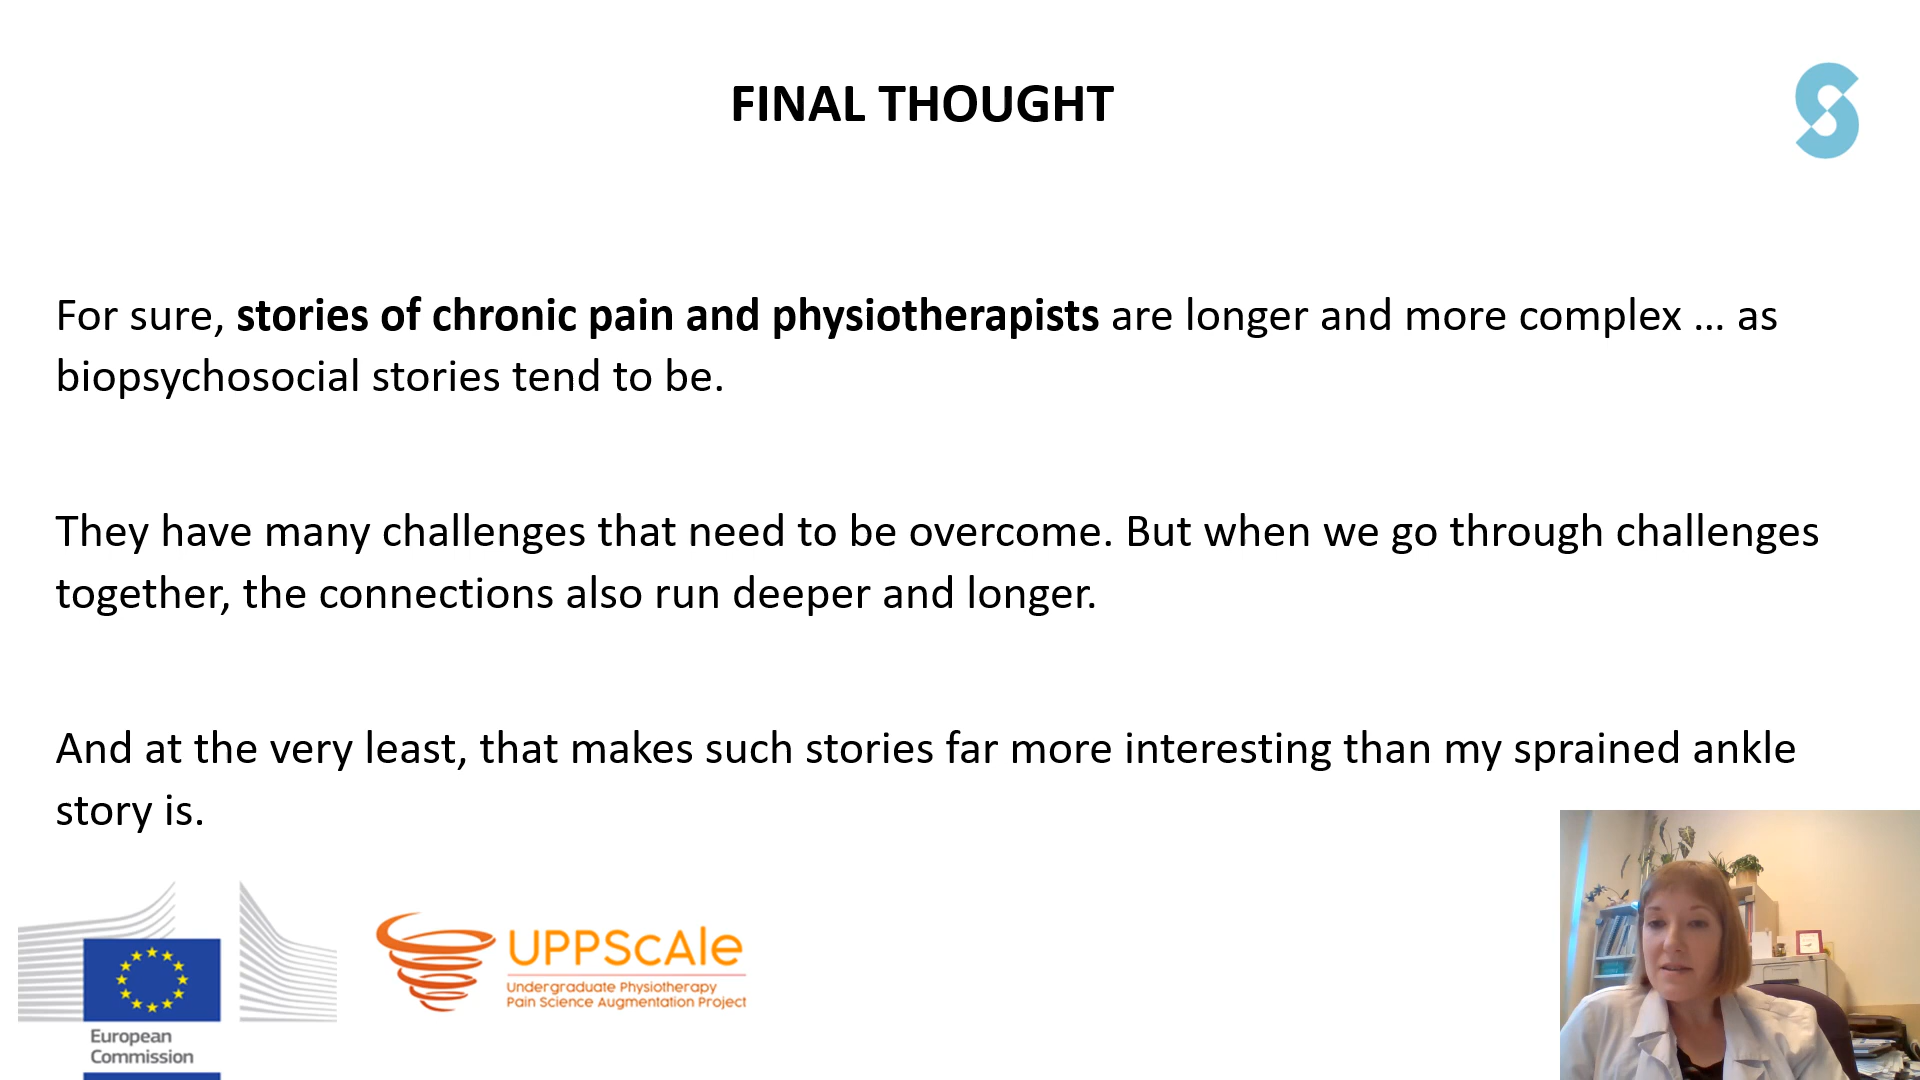 FINAL THOUGHT
For sure, stories of chronic pain and physiotherapists are longer and more complex ... as
biopsychosocial stories tend to be.
They have many challenges that need to be overcome. But when we go through challenges
together, the connections also run deeper and longer.
And at the very least, that makes such stories far more interesting than my sprained ankle
story is.
European
Commission
UPPScAle
Undergraduate Physiotherapy
Pain Science Augmentation Project